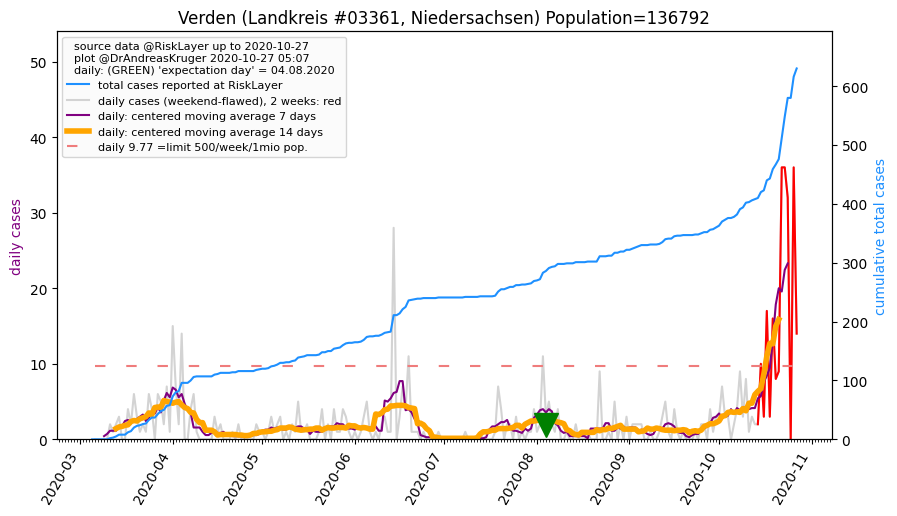 Verden (Landkreis #03361, Niedersachsen) Population=136792
source data @RiskLayer up to 2020-10-27
plot @DrAndreasKruger 2020-10-27 05:07
daily: (GREEN) 'expectation day' = 04.08.2020
total cases reported at RiskLayer
daily cases (weekend-flawed), 2 weeks: red
daily: centered moving average 7 days
daily: centered moving average 14 days
daily 9.77 =limit 500/week/1mio pop.
daily cases
50
40
30
20
10
0
cumulative total cases
600
500
400
300
200
100
0
2020-03
2020-04
2020-05
2020-06
2020-07
2020-08
2020-09
2020-10
2020-11